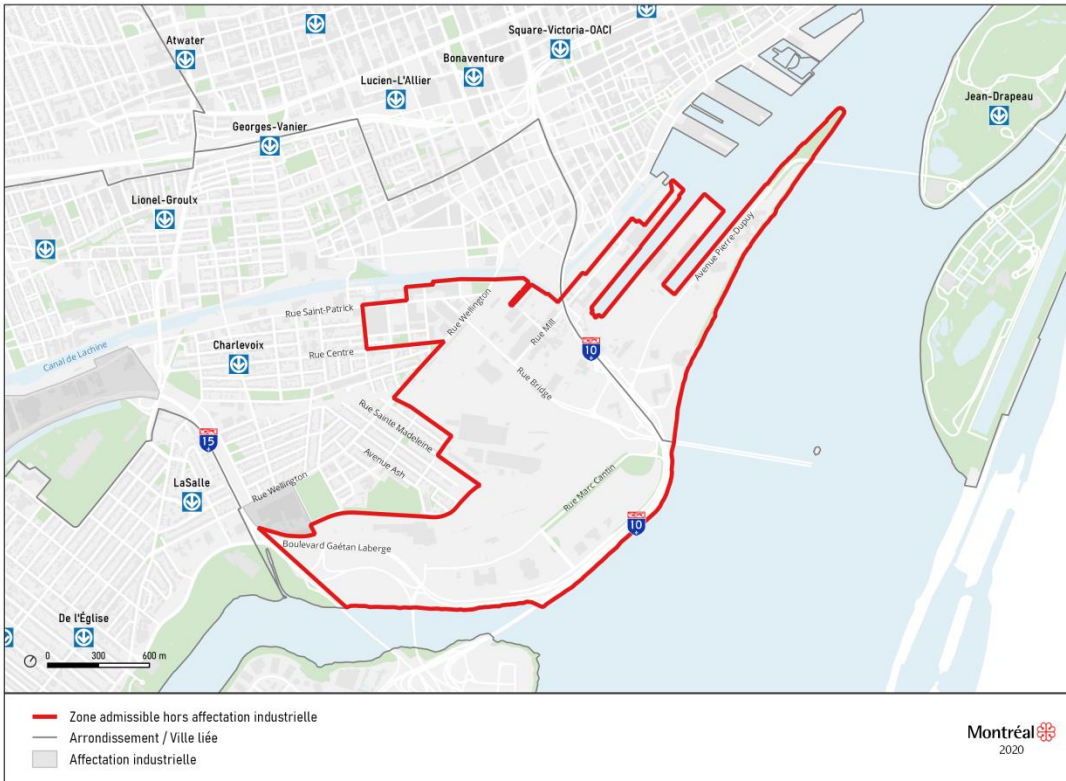 Atwater
Square-Victoria-OACI
Bonaventure
Lucien-L'Allier
Jean-Drapeau
Georges-Vanier
Lionel-Groulx
Avenue Pierre-Dupuy
Rue Saint-Patrick
Rue Wellington
Rue Mill
Canal de Lachine
Charlevoix
Rue Centre
10
Rue Bridge
Rue Sainte Madeleine
15
Avenue Ash
LaSalle
Rue Wellington
Rue Marc Cantin
10
Boulevard Gaétan Laberge
De l'Église
0 300 600 m
Zone admissible hors affectation industrielle
Arrondissement / Ville liée
Affectation industrielle
Montréal
2020